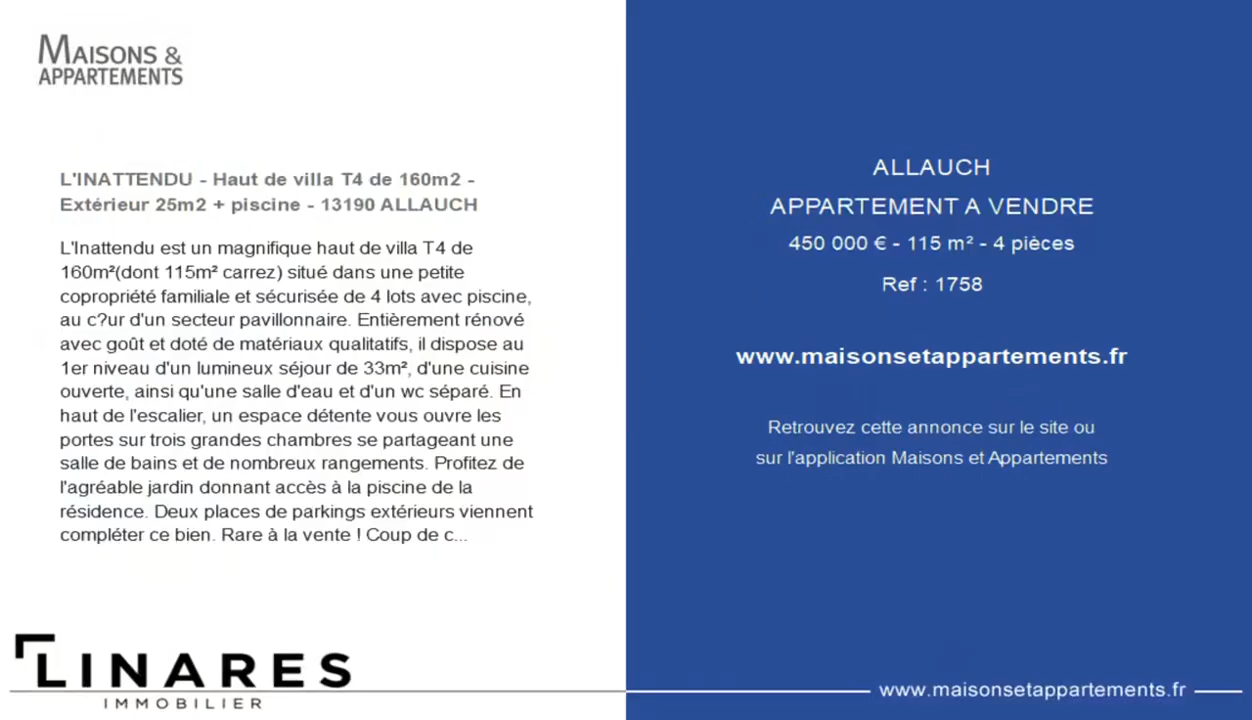 MAISONS &
APPARTEMENTS
L'INATTENDU - Haut de villa T4 de 160m2 -
Extérieur 25m2 + piscine - 13190 ALLAUCH
L'Inattendu est un magnifique haut de villa T4 de
160m²(dont 115m² carrez) situé dans une petite
copropriété familiale et sécurisée de 4 lots avec piscine,
au c?ur d'un secteur pavillonnaire. Entièrement rénové
avec goût et doté de matériaux qualitatifs, il dispose au
1er niveau d'un lumineux séjour de 33m², d'une cuisine
ouverte, ainsi qu'une salle d'eau et d'un wc séparé. En
haut de l'escalier, un espace détente vous ouvre les
portes sur trois grandes chambres se partageant une
salle de bains et de nombreux rangements. Profitez de
l'agréable jardin donnant accès à la piscine de la
résidence. Deux places de parkings extérieurs viennent
compléter ce bien. Rare à la vente ! Coup de c...
LINARES
IMMOBILIER
ALLAUCH
APPARTEMENT A VENDRE
450 000 € - 115 m² - 4 pièces
Ref : 1758
www.maisonsetappartements.fr
Retrouvez cette annonce sur le site ou
sur l'application Maisons et Appartements
www.maisonsetappartements.fr